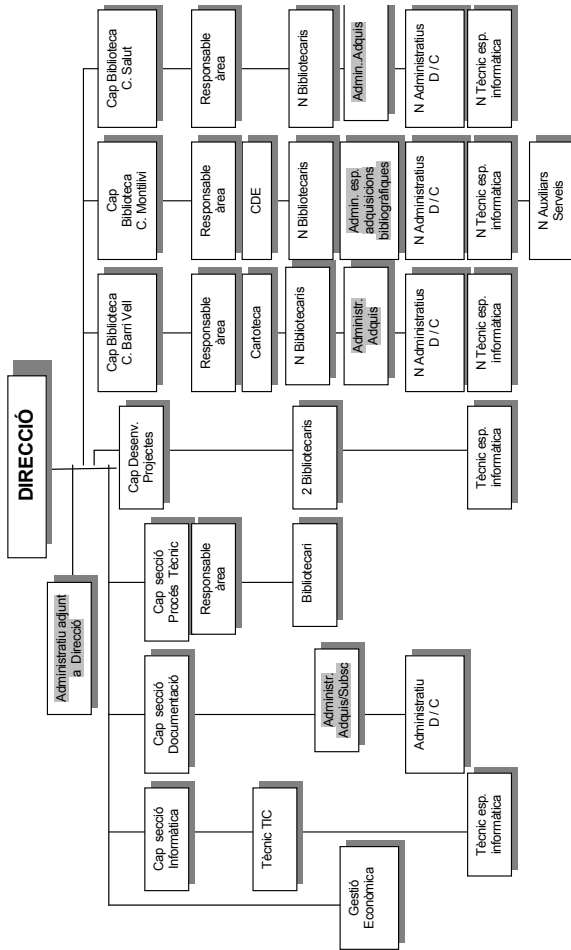 DIRECCIÓ
Administratiu adjunt
a Direcció
Gestió
Econòmica
Cap secció
Informàtica
Tècnic TIC
Tècnic esp.
informàtica
Cap secció
Documentació
Administr.
Adquis/Subsc
Administratiu
D / C
Cap secció
Procés Tècnic
Responsable
àrea
Bibliotecari
Cap Desenv.
Projectes
2 Bibliotecaris
Tècnic esp.
informàtica
Cap Biblioteca
C. Barri Vell
Responsable
àrea
Cartoteca
N Bibliotecaris
Administr.
Adquis
N Administratius
D / C
N Tècnic esp.
informàtica
Cap
Biblioteca
C. Montilivi
Responsable
àrea
CDE
N Bibliotecaris
Admin. esp.
adquisicions
bibliogràfiques
N Administratius
D / C
N Tècnic esp.
informàtica
N Auxiliars
Serveis
Cap Biblioteca
C. Salut
Responsable
àrea
N Bibliotecaris
Admin..Adquis
N Administratius
D / C
N Tècnic esp.
informàtica